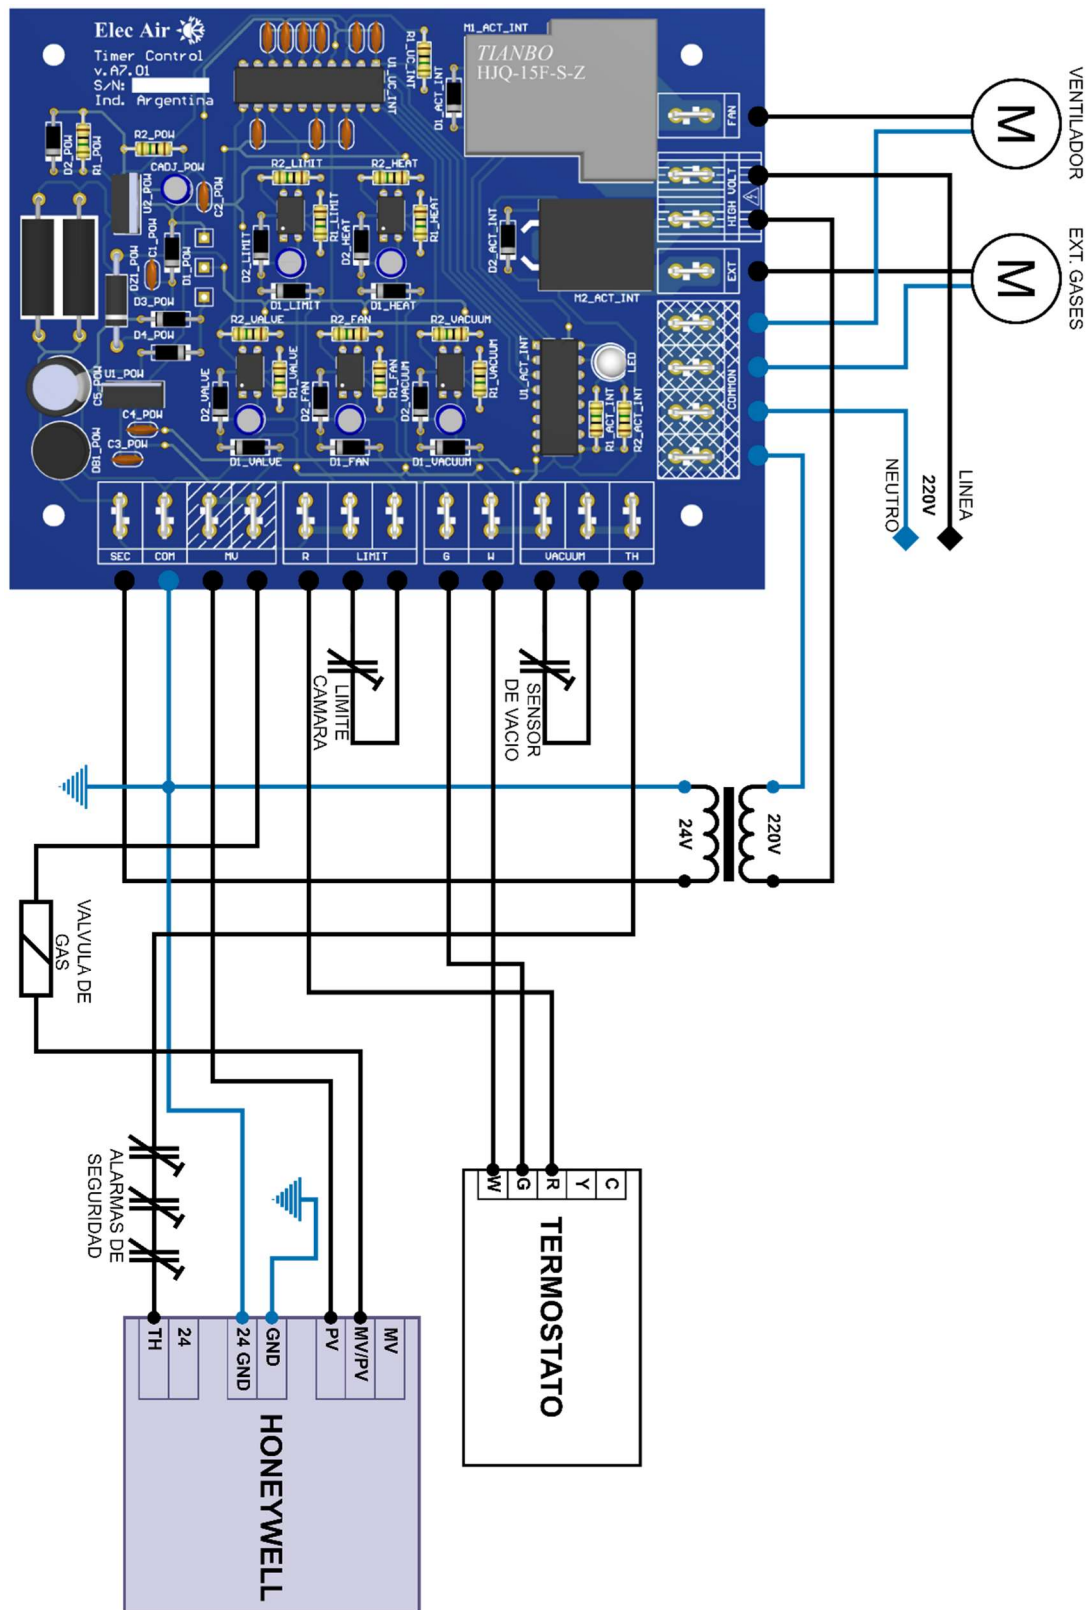 Elec Air
Timer Control
v.A7.01
S/N:
Ind. Argentina
M1_ACT_INT
TIANBO
HJQ-15F-S-Z
R1_UC_INT
U1_UC_INT
D1_ACT_INT
FAN
HIGH VOLT
EXT
COMMON
D2_POW
R1_POW
R2_POW
CADJ_POW
U2_POW
C2_POW
C1_POW
D1_POW
DZ1_POW
D3_POW
D4_POW
U1_POW
C5_POW
C4_POW
C3_POW
DB1_POW
R2_LIMIT
R1_LIMIT
D2_LIMIT
D1_LIMIT
R2_HEAT
R1_HEAT
D2_HEAT
D1_HEAT
D2_ACT_INT
M2_ACT_INT
R2_VALVE
R1_VALVE
D2_VALVE
D1_VALVE
R2_FAN
R1_FAN
D2_FAN
D1_FAN
R2_VACUUM
R1_VACUUM
D2_VACUUM
D1_VACUUM
U1_ACT_INT
LED
R1_ACT_INT
R2_ACT_INT
SEC
COM
MV
R
LIMIT
G
W
VACUUM
TH
VENTILADOR
M
EXT. GASES
M
LINEA
220V
NEUTRO
LIMITE
CAMARA
SENSOR
DE VACIO
24V
220V
VALVULA DE
GAS
ALARMAS DE
SEGURIDAD
W
G
R
Y
C
TERMOSTATO
TH
24
24 GND
GND
PV
MV/PV
MV
HONEYWELL